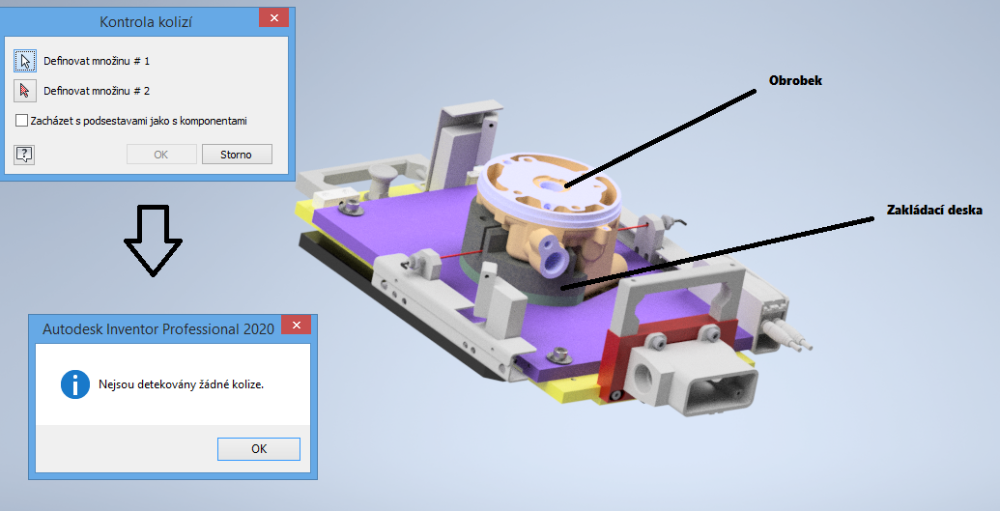 Kontrola kolizí
Definovat množinu # 1
Definovat množinu # 2
Zacházet s podsestavami jako s komponentami
OK
Storno
Obrobek
Zakládací deska
Autodesk Inventor Professional 2020
Nejsou detekovány žádné kolize.
OK